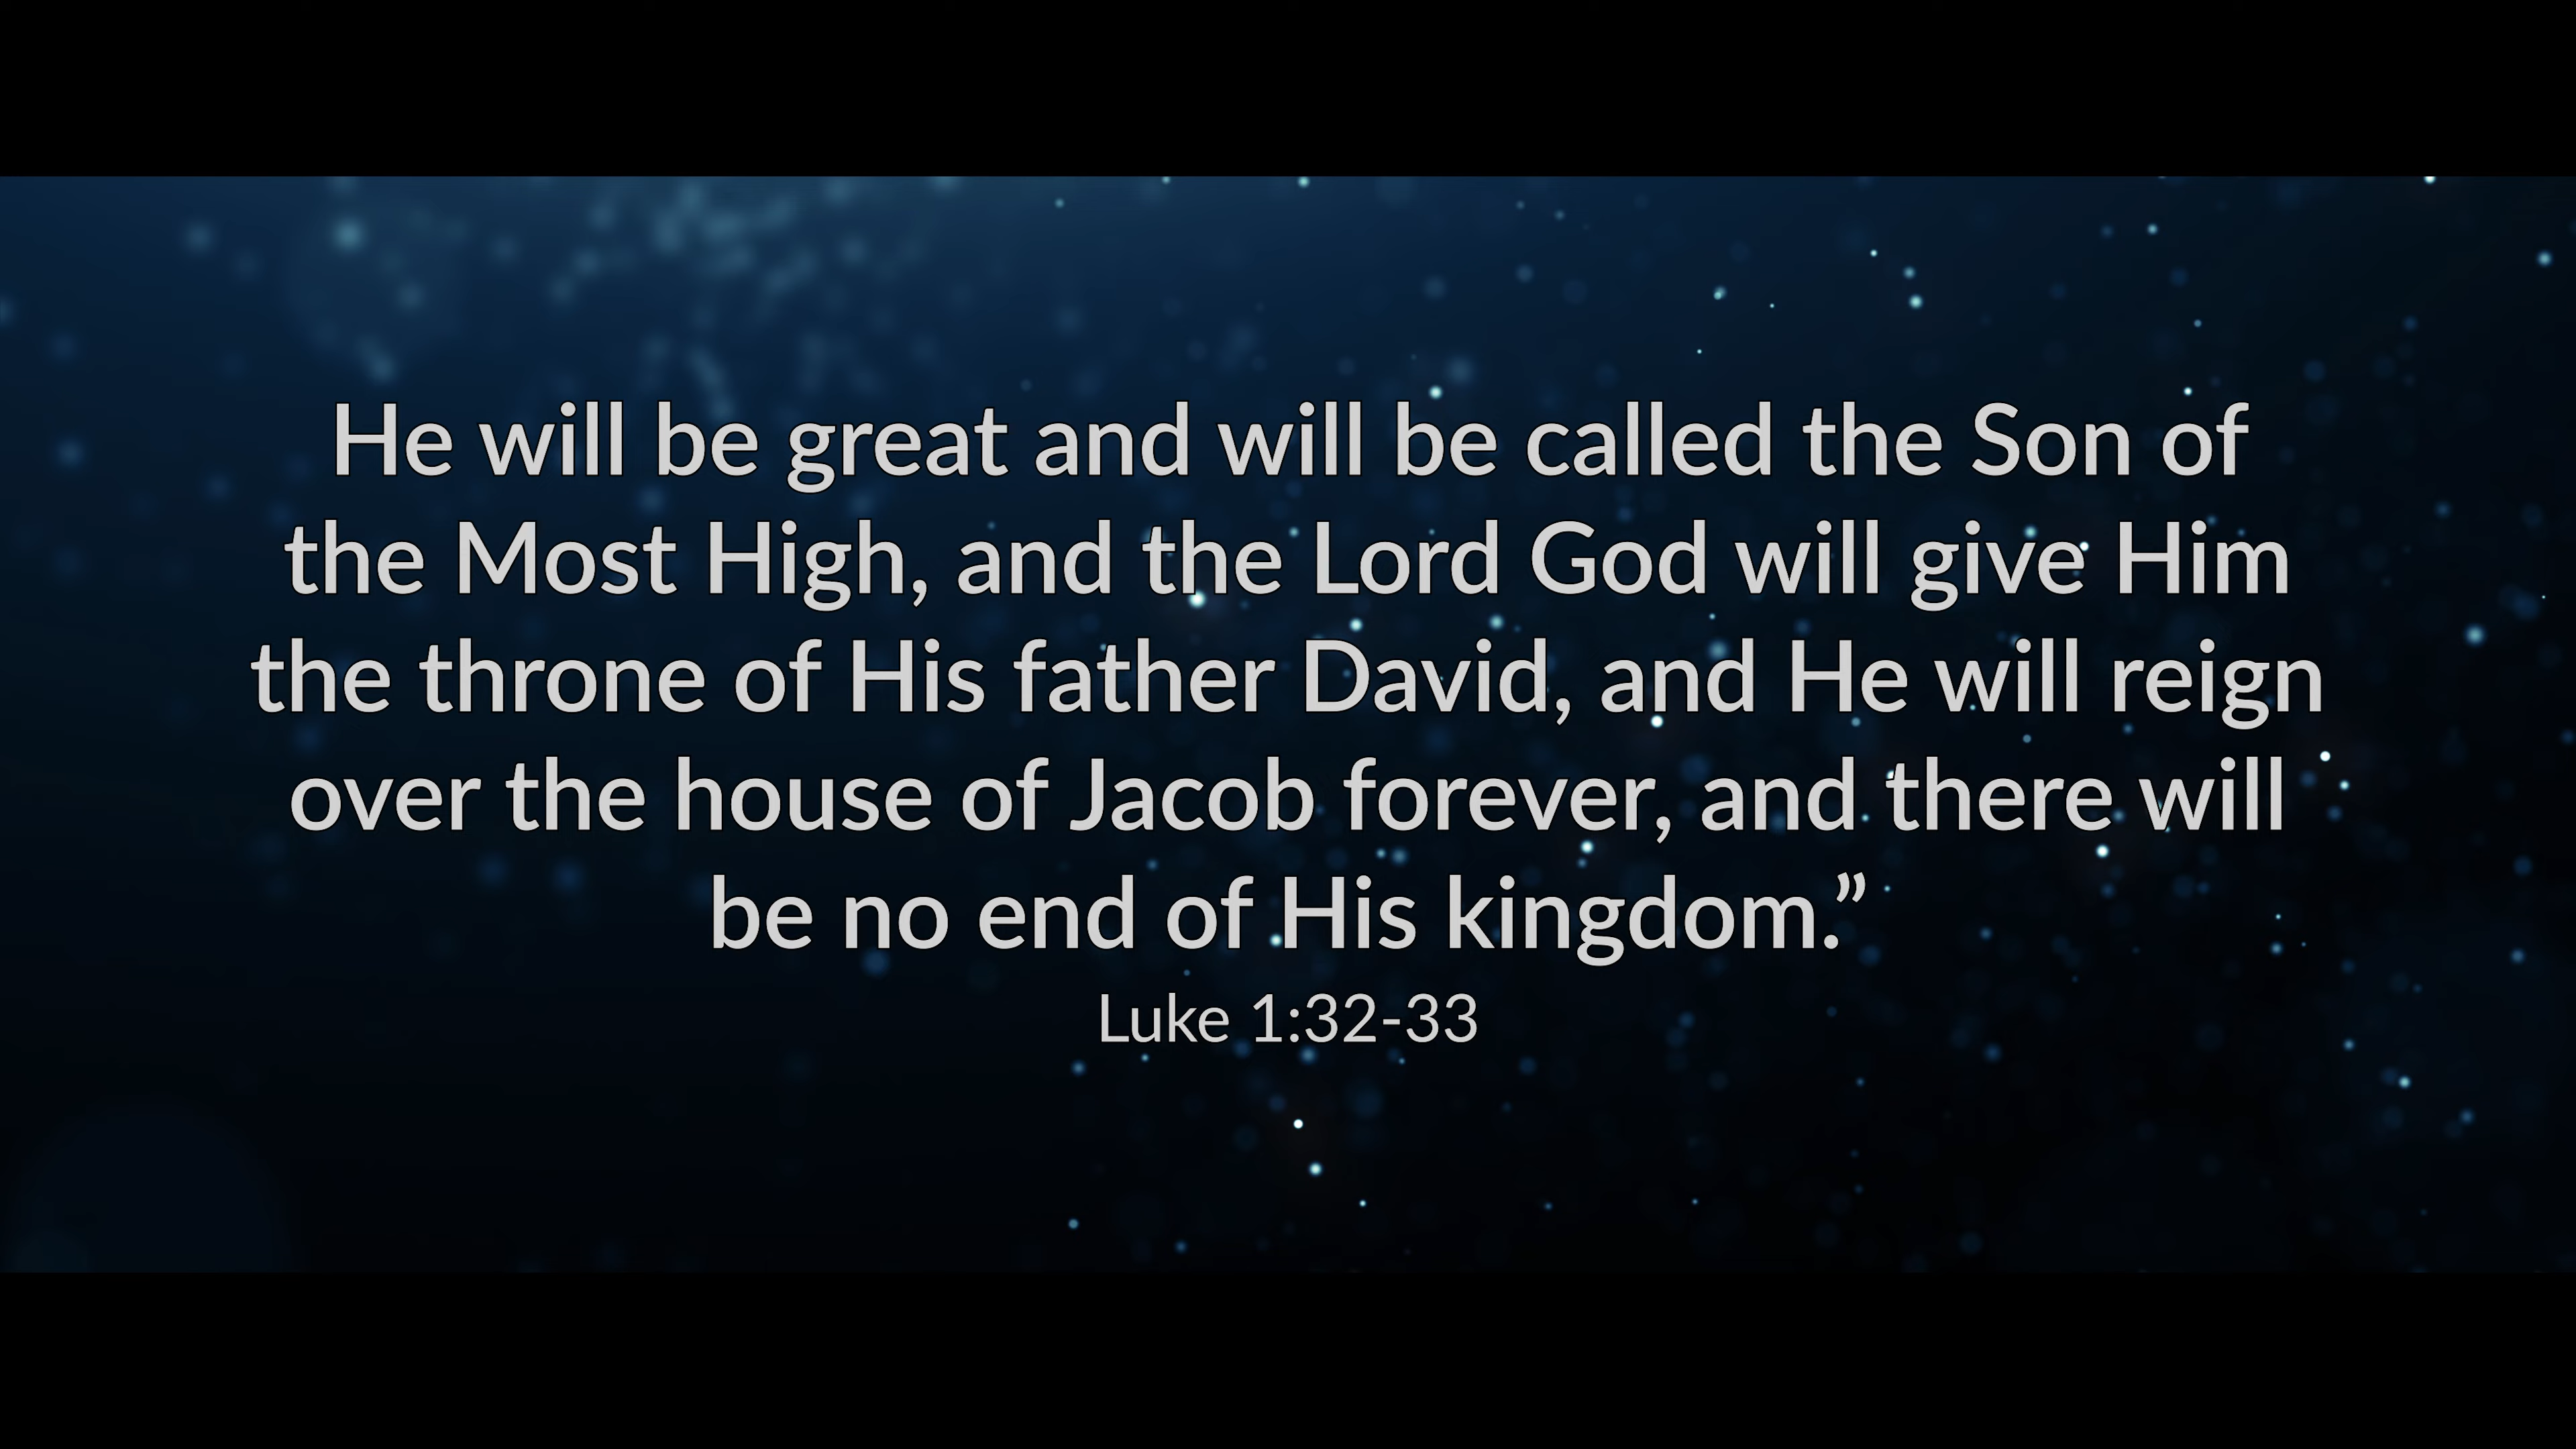 He will be great and will be called the Son of
the Most High, and the Lord God will give Him
the throne of His father David, and He will reign
over the house of Jacob forever, and there will
be no end of His kingdom.”
Luke 1:32-33